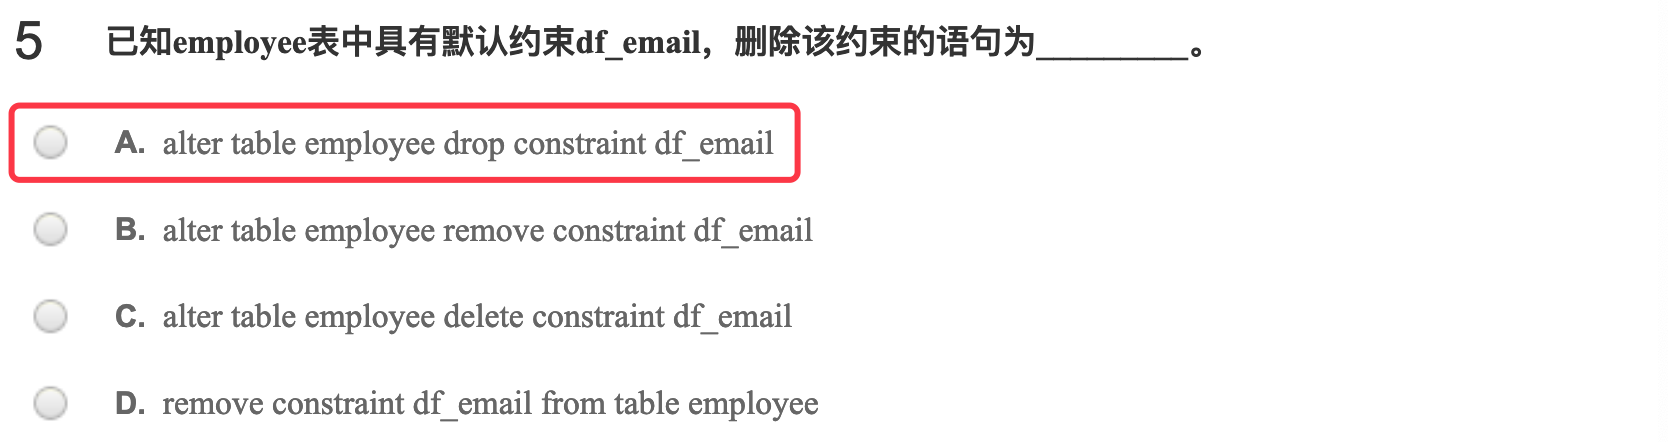 5 已知employee表中具有默认约束df_email，删除该约束的语句为_________。
A. alter table employee drop constraint df_email
B. alter table employee remove constraint df_email
C. alter table employee delete constraint df_email
D. remove constraint df_email from table employee